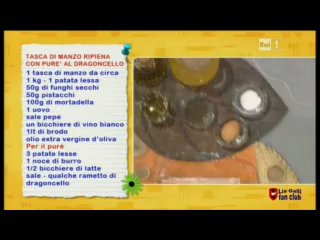 TASCA DI MANZO RIPIENA
CON PURE' AL DRAGONCELLO
1 tasca di manzo da circa
1 kg - 1 patata lessa
50g di funghi secchi
50g pistacchi
100g di mortadella
1 uovo
sale pepe
un bicchiere di vino bianco
1lt di brodo
olio extra vergine d'oliva
Per il purè
3 patate lesse
1 noce di burro
1/2 bicchiere di latte
sale - qualche rametto di
dragoncello
Rai 1
Lia Galli
fan club